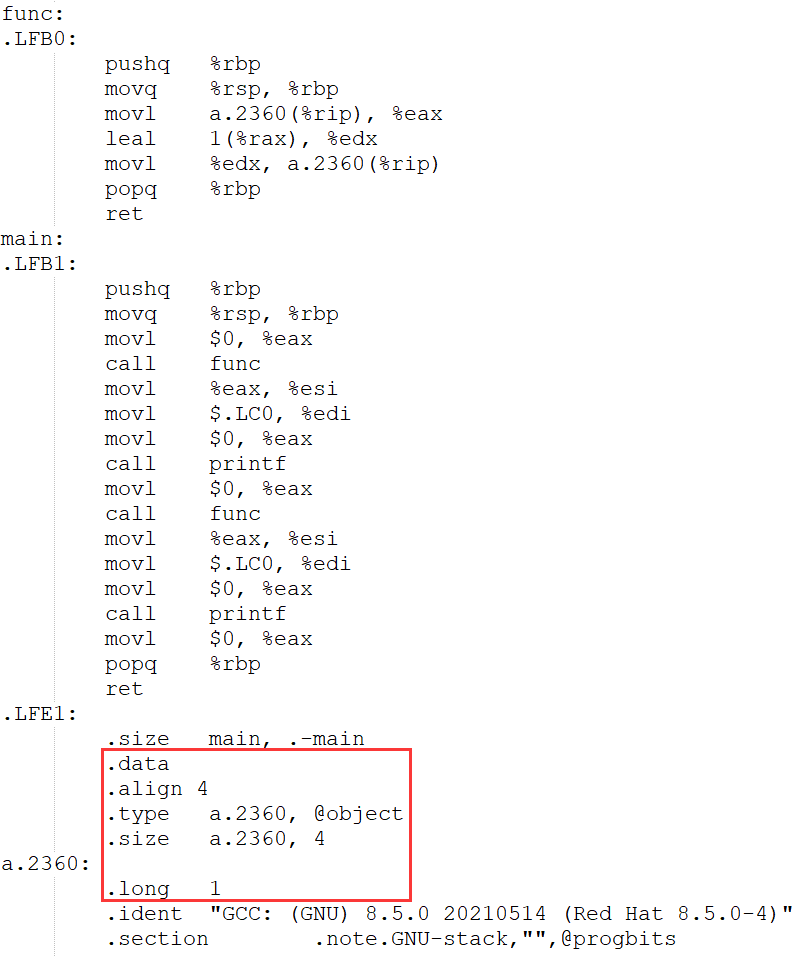 func:
.LFB0:
pushq %rbp
movq %rsp, %rbp
movl a.2360(%rip), %eax
leal 1(%rax), %edx
movl %edx, a.2360(%rip)
popq %rbp
ret
main:
.LFB1:
pushq %rbp
movq %rsp, %rbp
movl $0, %eax
call func
movl %eax, %esi
movl $.LC0, %edi
movl $0, %eax
call printf
movl $0, %eax
call func
movl %eax, %esi
movl $.LC0, %edi
movl $0, %eax
call printf
movl $0, %eax
popq %rbp
ret
.LFE1:
.size main, .-main
.data
.align 4
.type a.2360, @object
.size a.2360, 4
a.2360:
.long 1
.ident "GCC: (GNU) 8.5.0 20210514 (Red Hat 8.5.0-4)"
.section .note.GNU-stack,"",@progbits